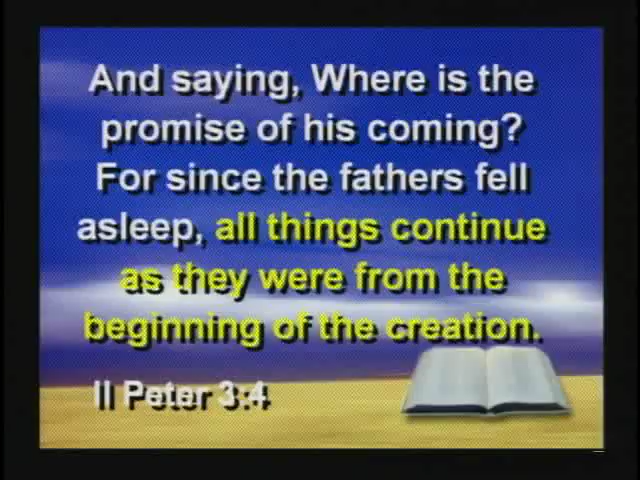 And saying, Where is the
promise of his coming?
For since the fathers fell
asleep, all things continue
as they were from the
beginning of the creation.
II Peter 3:4